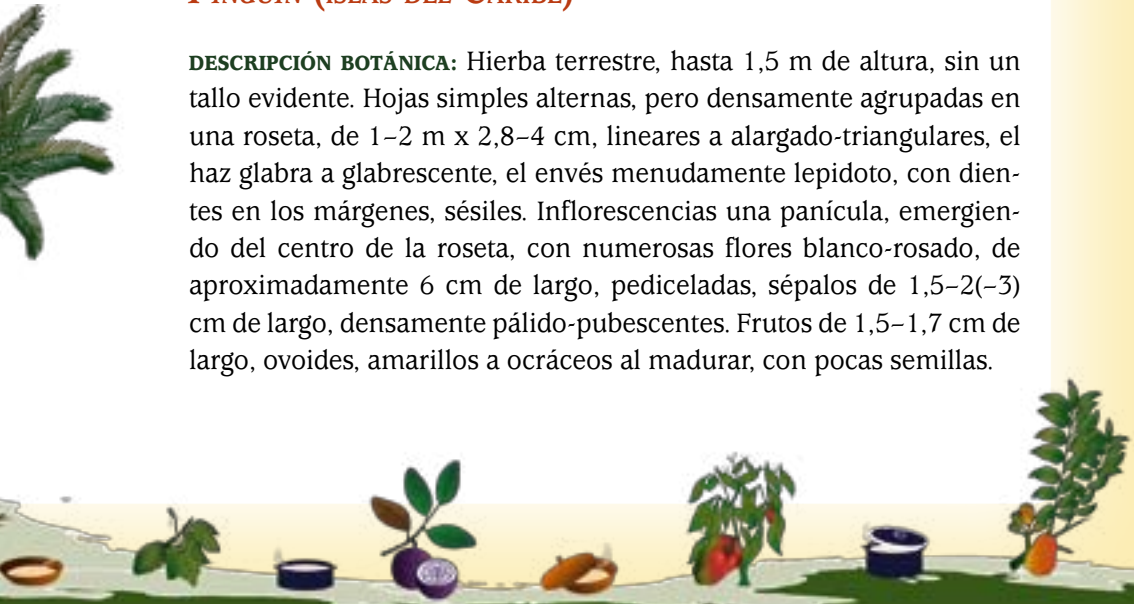 PINGUIN (ISLAS DEL CARIBE)
DESCRIPCIÓN BOTÁNICA: Hierba terrestre, hasta 1,5 m de altura, sin un
tallo evidente. Hojas simples alternas, pero densamente agrupadas en
una roseta, de 1–2 m x 2,8–4 cm, lineares a alargado-triangulares, el
haz glabra a glabrescente, el envés menudamente lepidoto, con dien-
tes en los márgenes, sésiles. Inflorescencias una panícula, emergien-
do del centro de la roseta, con numerosas flores blanco-rosado, de
aproximadamente 6 cm de largo, pediceladas, sépalos de 1,5–2(–3)
cm de largo, densamente pálido-pubescentes. Frutos de 1,5–1,7 cm de
largo, ovoides, amarillos a ocráceos al madurar, con pocas semillas.